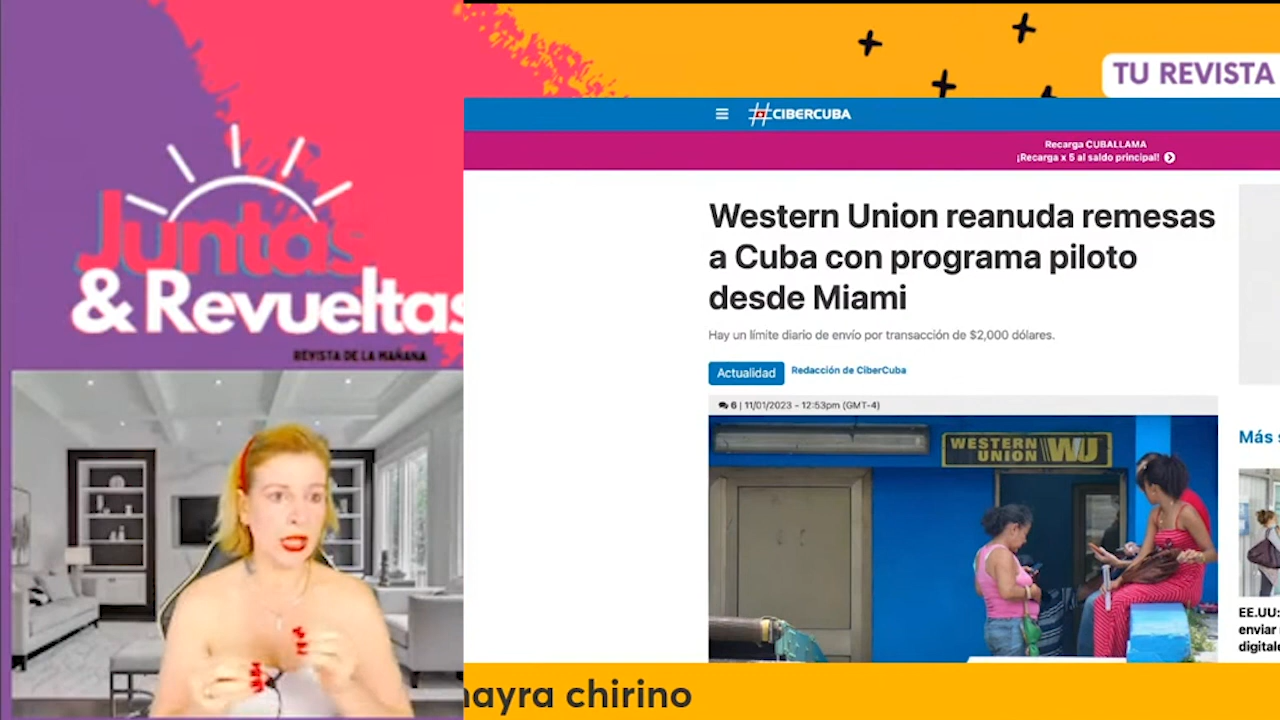 Juntas
& Revueltas
REVISTA DE LA MAÑANA
TU REVISTA
#CIBERCUBA
Recarga CUBALLAMA
¡Recarga x 5 al saldo principal!
Western Union reanuda remesas
a Cuba con programa piloto
desde Miami
Hay un límite diario de envío por transacción de $2,000 dólares.
Actualidad
Redacción de CiberCuba
6 | 11/01/2023 - 12:53pm (GMT-4)
WESTERN
UNION WU
Más s
EE.UU:
enviar
digitale
hayra chirino